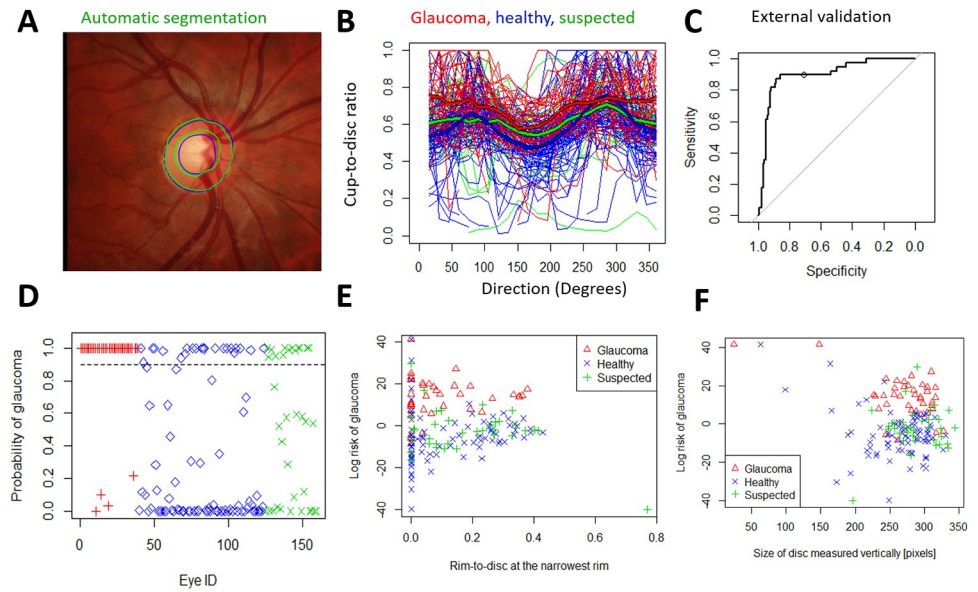 A
Automatic segmentation
B
Glaucoma, healthy, suspected
C
External validation
Cup-to-disc ratio
0.0 0.2 0.4 0.6 0.8 1.0
0 50 100 150 200 250 300 350
Direction (Degrees)
Sensitivity
0.0 0.2 0.4 0.6 0.8 1.0
1.0 0.8 0.6 0.4 0.2 0.0
Specificity
D
Probability of glaucoma
0.0 0.2 0.4 0.6 0.8 1.0
0 50 100 150
Eye ID
E
Log risk of glaucoma
-40 -20 0 20 40
Glaucoma
Healthy
Suspected
0.0 0.2 0.4 0.6 0.8
Rim-to-disc at the narrowest rim
F
Log risk of glaucoma
-40 -20 0 20 40
Glaucoma
Healthy
Suspected
50 100 150 200 250 300 350
Size of disc measured vertically [pixels]